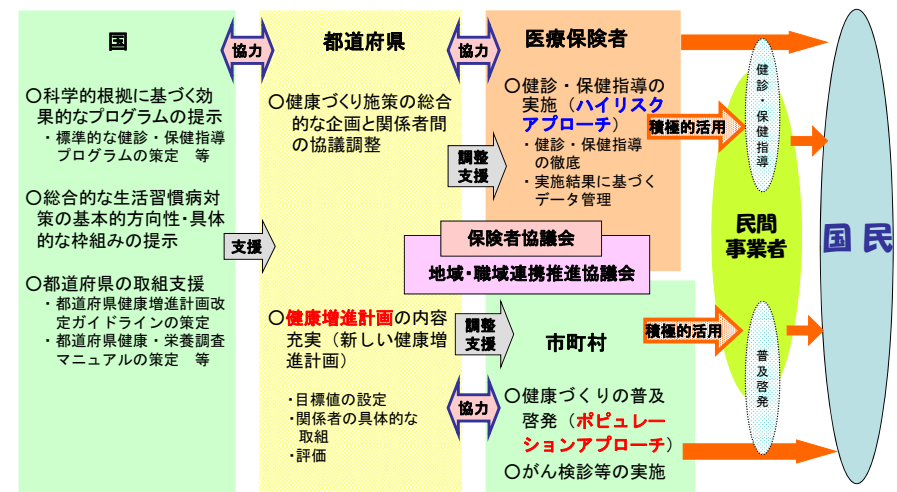 国
〇科学的根拠に基づく効
果的なプログラムの提示
・標準的な健診・保健指導
プログラムの策定　等
〇総合的な生活習慣病対
策の基本的方向性・具体
的な枠組みの提示
〇都道府県の取組支援
・都道府県健康増進計画改
定ガイドラインの策定
・都道府県健康・栄養調査
マニュアルの策定　等
協力
支援
都道府県
〇健康づくり施策の総合
的な企画と関係者間
の協議調整
〇健康増進計画の内容
充実（新しい健康増
進計画）
・目標値の設定
・関係者の具体的な
取組
・評価
協力
調整
支援
保険者協議会
地域・職域連携推進協議会
調整
支援
協力
医療保険者
〇健診・保健指導の
実施（ハイリスク
アプローチ）
・健診・保健指導
の徹底
・実施結果に基づく
データ管理
市町村
〇健康づくりの普及
啓発（ポピュレー
ションアプローチ）
〇がん検診等の実施
積極的活用
積極的活用
健診・保健指導
民間
事業者
普及啓発
国民